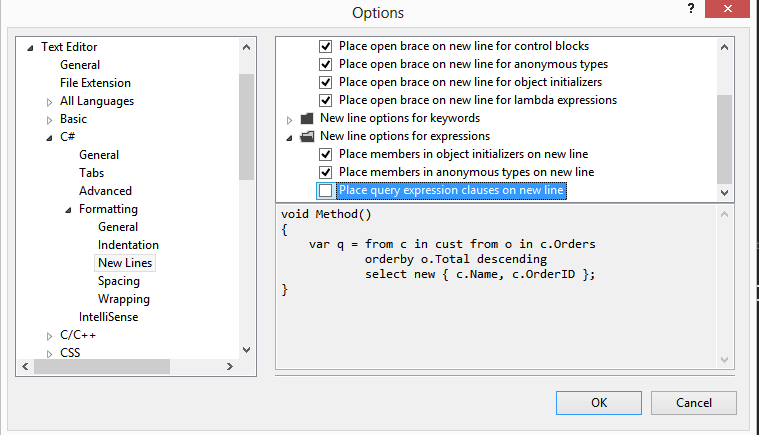 Options
?
Text Editor
General
File Extension
All Languages
Basic
C#
General
Tabs
Advanced
Formatting
General
Indentation
New Lines
Spacing
Wrapping
IntelliSense
C/C++
CSS
Place open brace on new line for control blocks
Place open brace on new line for anonymous types
Place open brace on new line for object initializers
Place open brace on new line for lambda expressions
New line options for keywords
New line options for expressions
Place members in object initializers on new line
Place members in anonymous types on new line
Place query expression clauses on new line
void Method()
{
var q = from c in cust from o in c.Orders
orderby o.Total descending
select new { c.Name, c.OrderID };
}
OK
Cancel